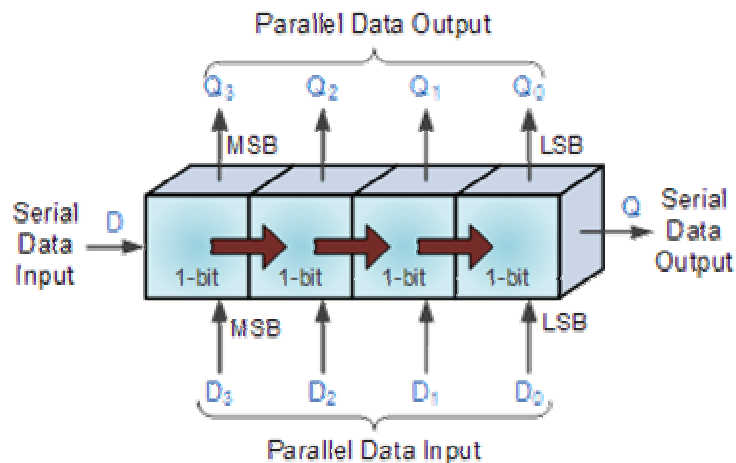 Parallel Data Output
Q₃ Q₂ Q₁ Q₀
MSB LSB
Serial
Data
Input
D
1-bit 1-bit 1-bit 1-bit
Q
Serial
Data
Output
MSB LSB
D₃ D₂ D₁ D₀
Parallel Data Input